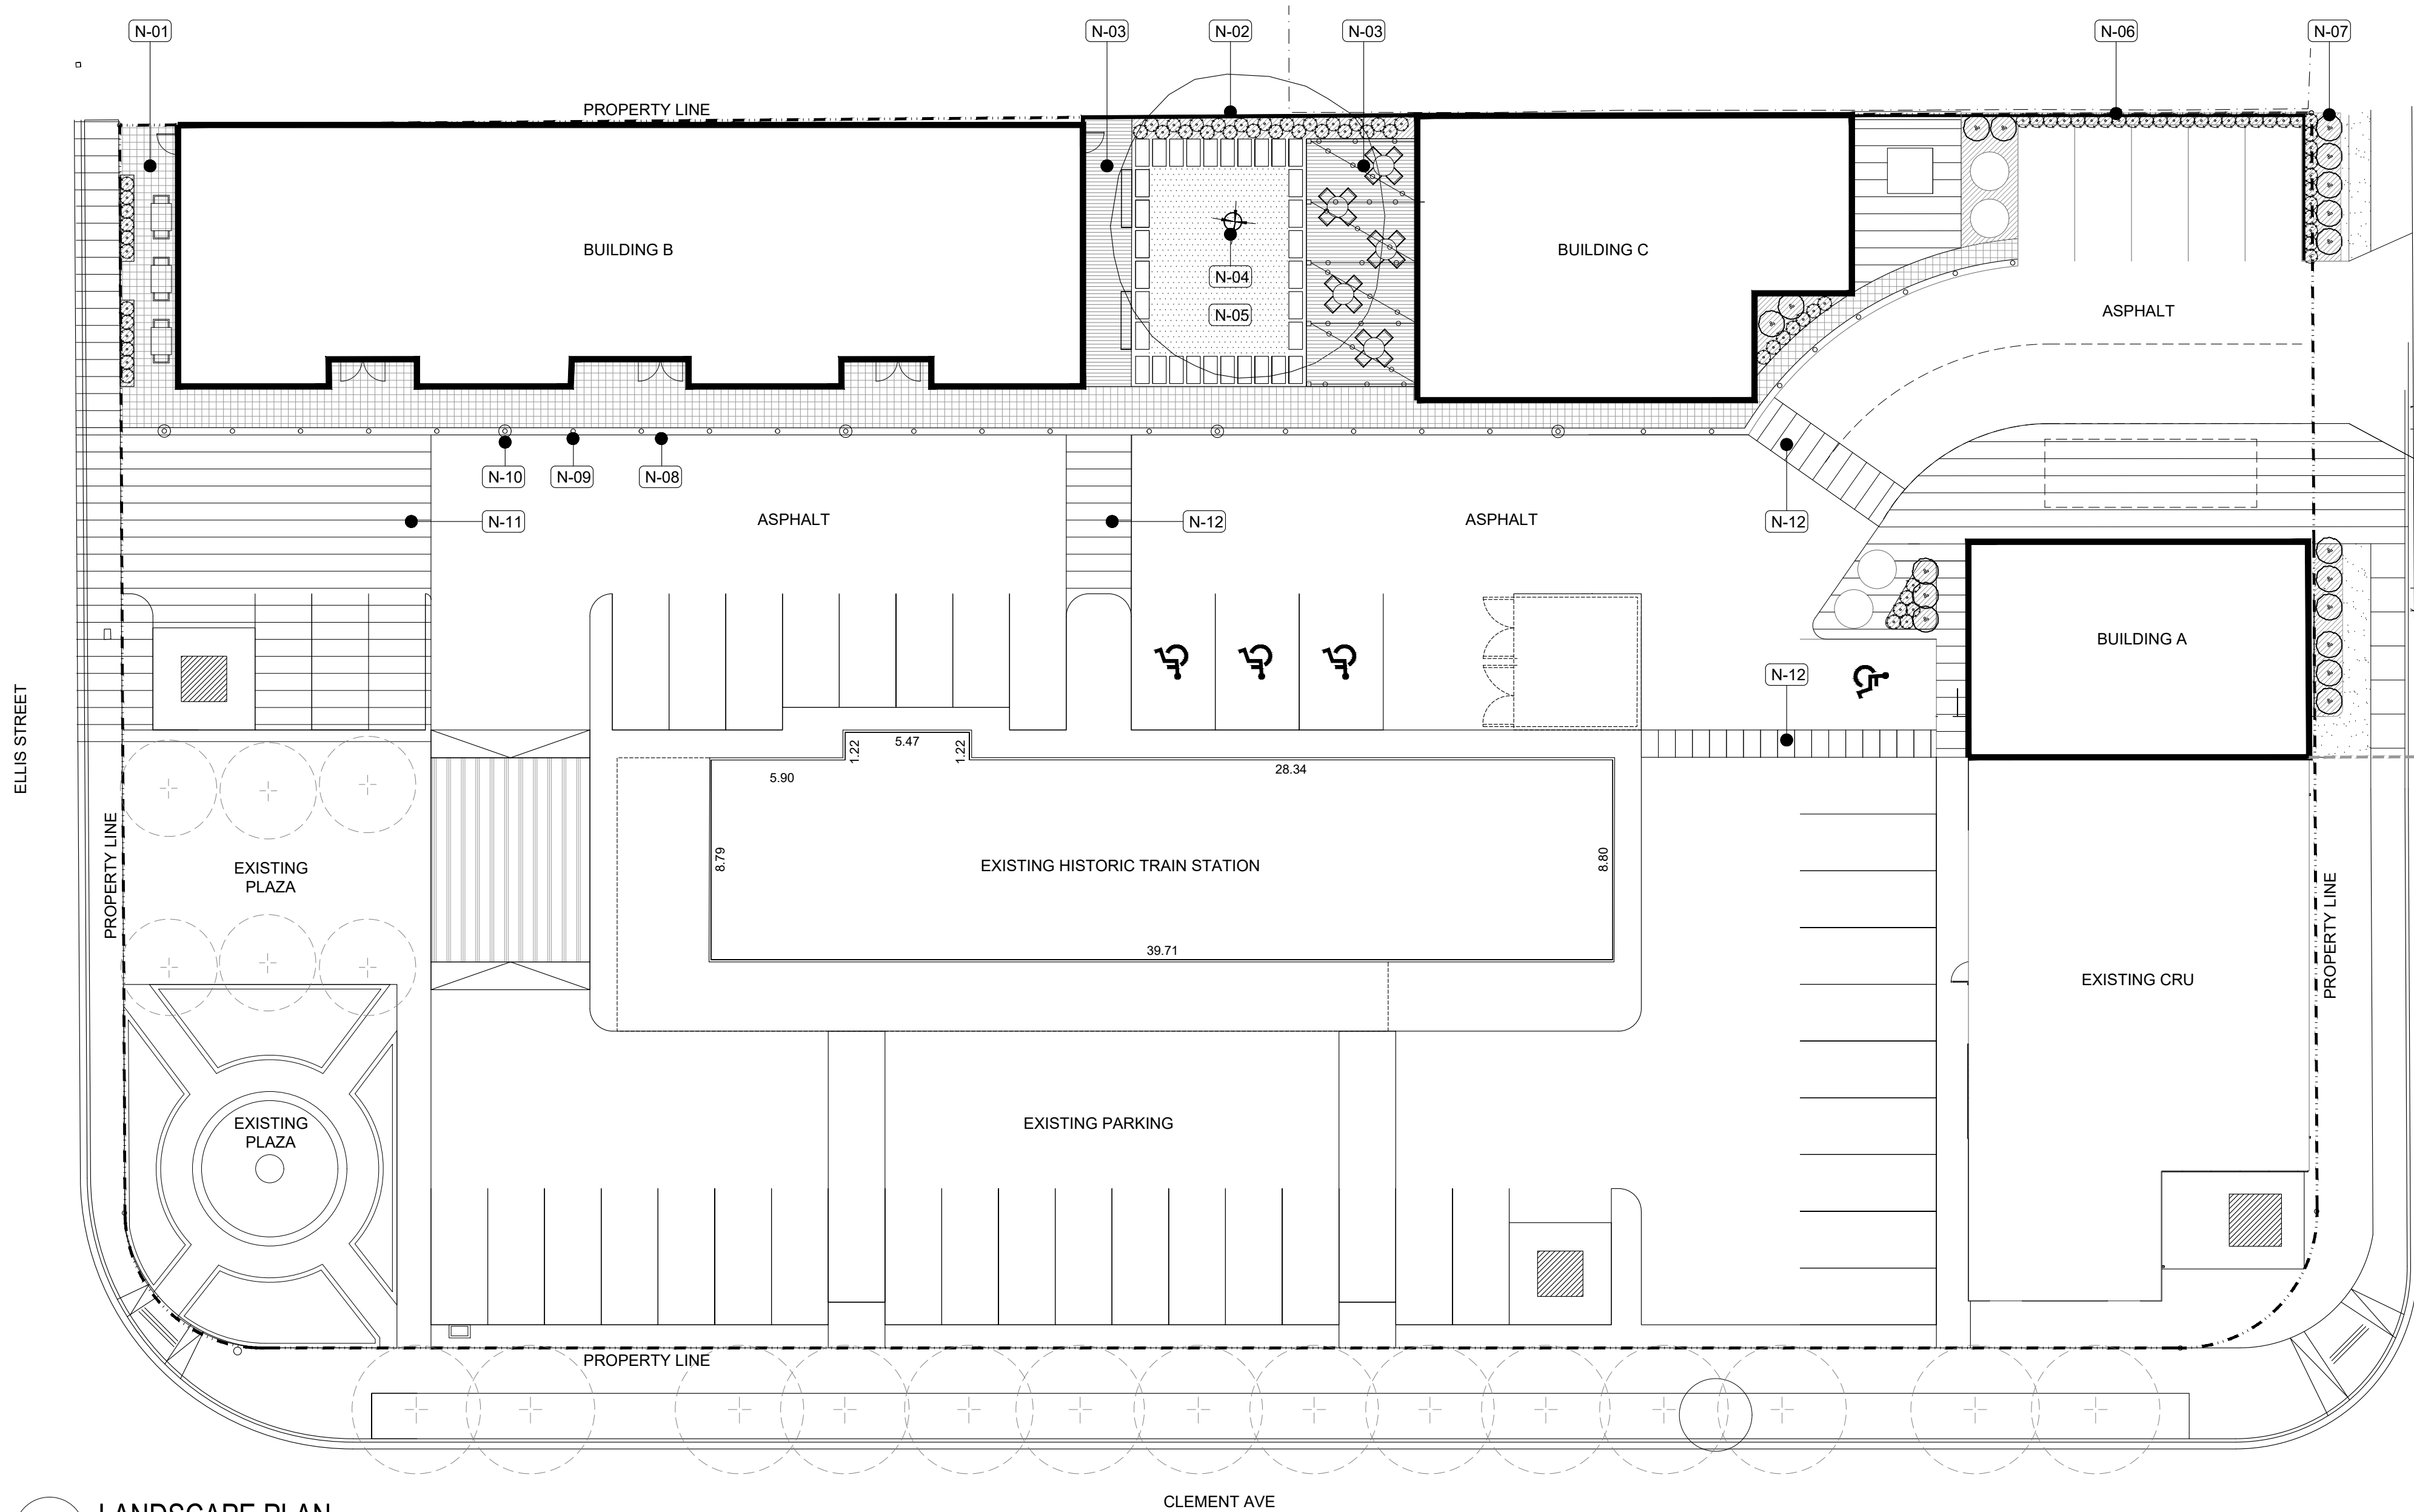 N-01
N-03
N-02
N-03
N-06
N-07
PROPERTY LINE
BUILDING B
BUILDING C
N-04
N-05
ASPHALT
N-10
N-09
N-08
N-11
ASPHALT
N-12
ASPHALT
N-12
BUILDING A
N-12
ELLIS STREET
5.47
1.22
1.22
5.90
28.34
PROPERTY LINE
EXISTING
PLAZA
8.79
EXISTING HISTORIC TRAIN STATION
8.80
39.71
PROPERTY LINE
EXISTING CRU
EXISTING
PLAZA
EXISTING PARKING
PROPERTY LINE
CLEMENT AVE
LANDSCAPE PLAN